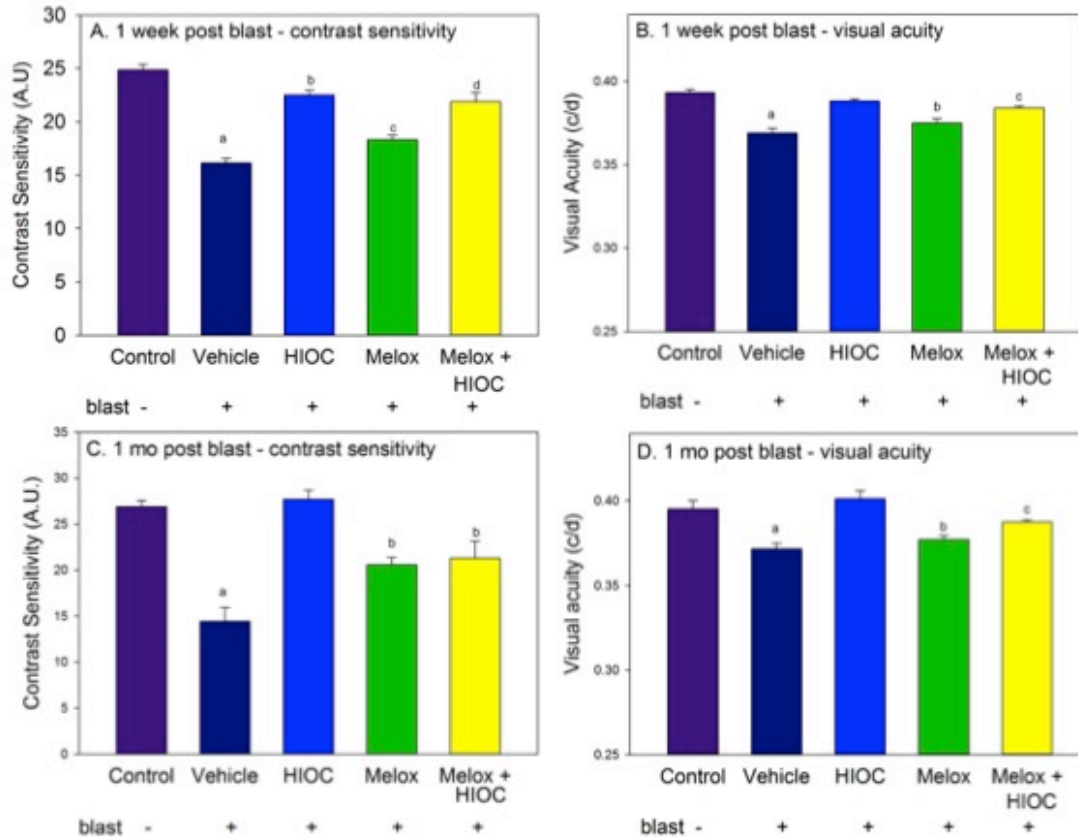 A. 1 week post blast - contrast sensitivity
Contrast Sensitivity (A.U)
30
25
20
15
10
5
0
a
b
c
d
Control Vehicle HIOC Melox Melox +
HIOC
blast - + + + +
B. 1 week post blast - visual acuity
Visual Acuity (c/d)
0.40
0.35
0.30
0.25
a
b
c
Control Vehicle HIOC Melox Melox +
HIOC
blast - + + + +
C. 1 mo post blast - contrast sensitivity
Contrast Sensitivity (A.U.)
35
30
25
20
15
10
5
0
a
b
b
Control Vehicle HIOC Melox Melox +
HIOC
blast - + + + +
D. 1 mo post blast - visual acuity
Visual acuity (c/d)
0.40
0.35
0.30
0.25
a
b
c
Control Vehicle HIOC Melox Melox +
HIOC
blast - + + + +